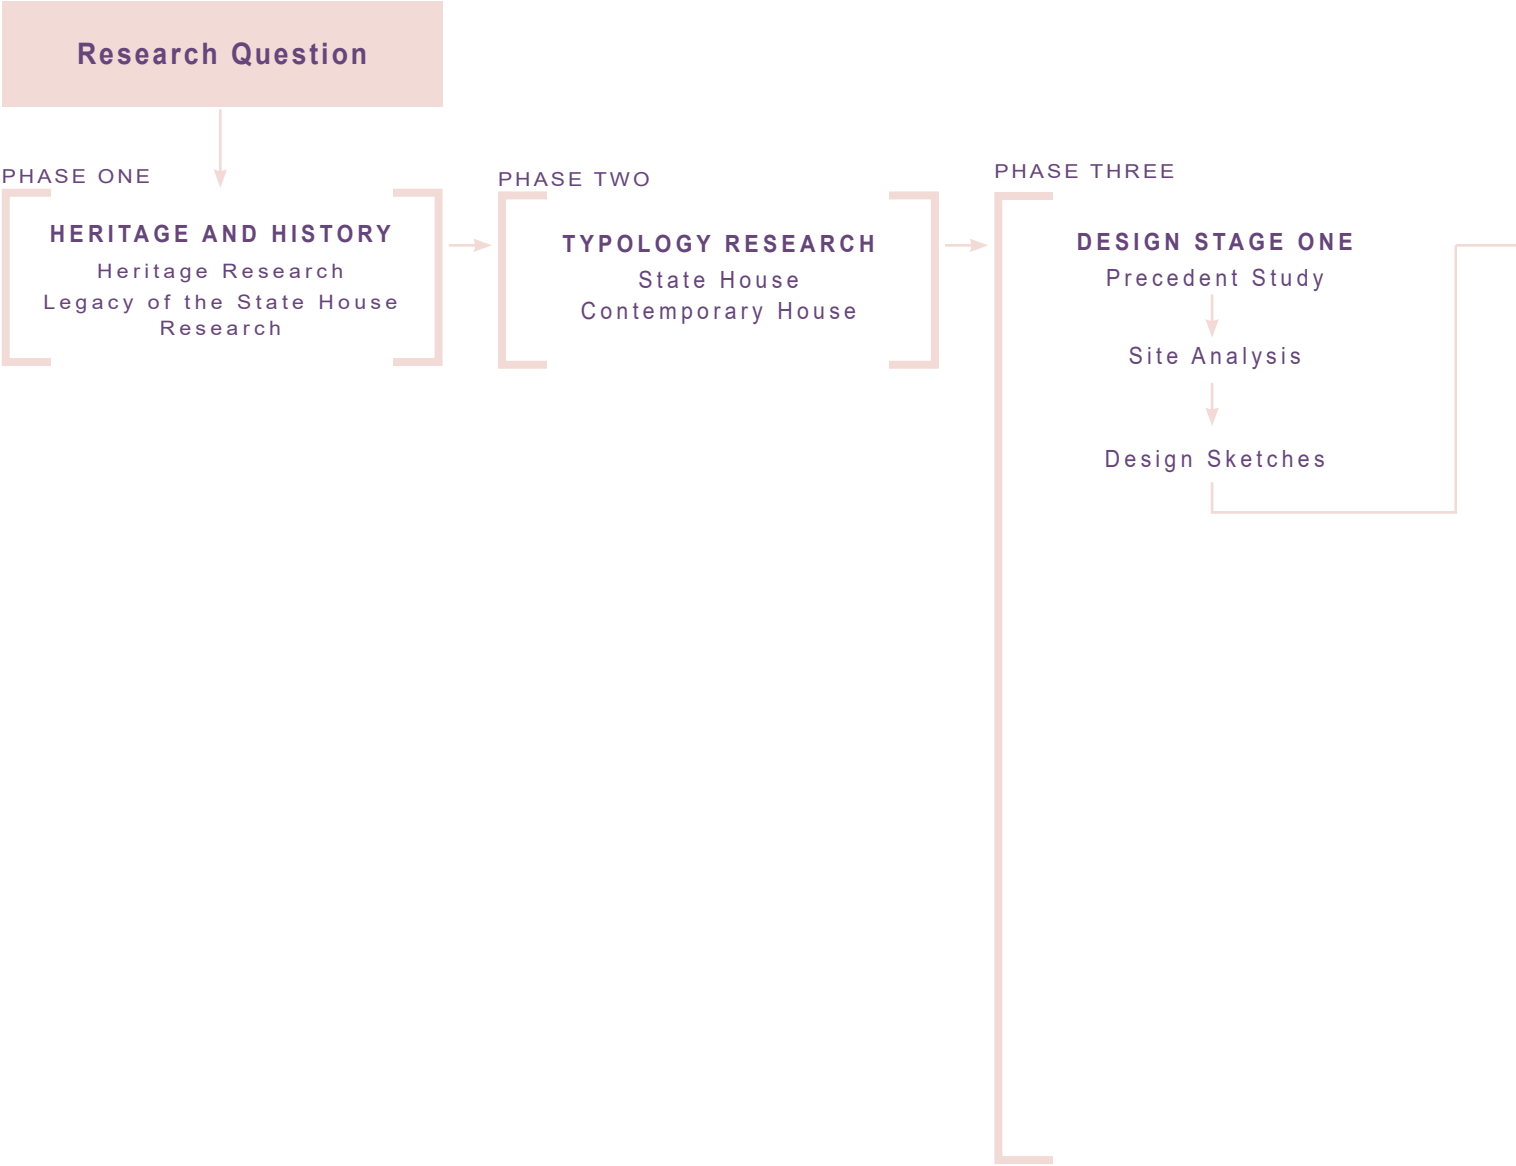 Research Question
PHASE ONE
HERITAGE AND HISTORY
Heritage Research
Legacy of the State House
Research
PHASE TWO
TYPOLOGY RESEARCH
State House
Contemporary House
PHASE THREE
DESIGN STAGE ONE
Precedent Study
Site Analysis
Design Sketches